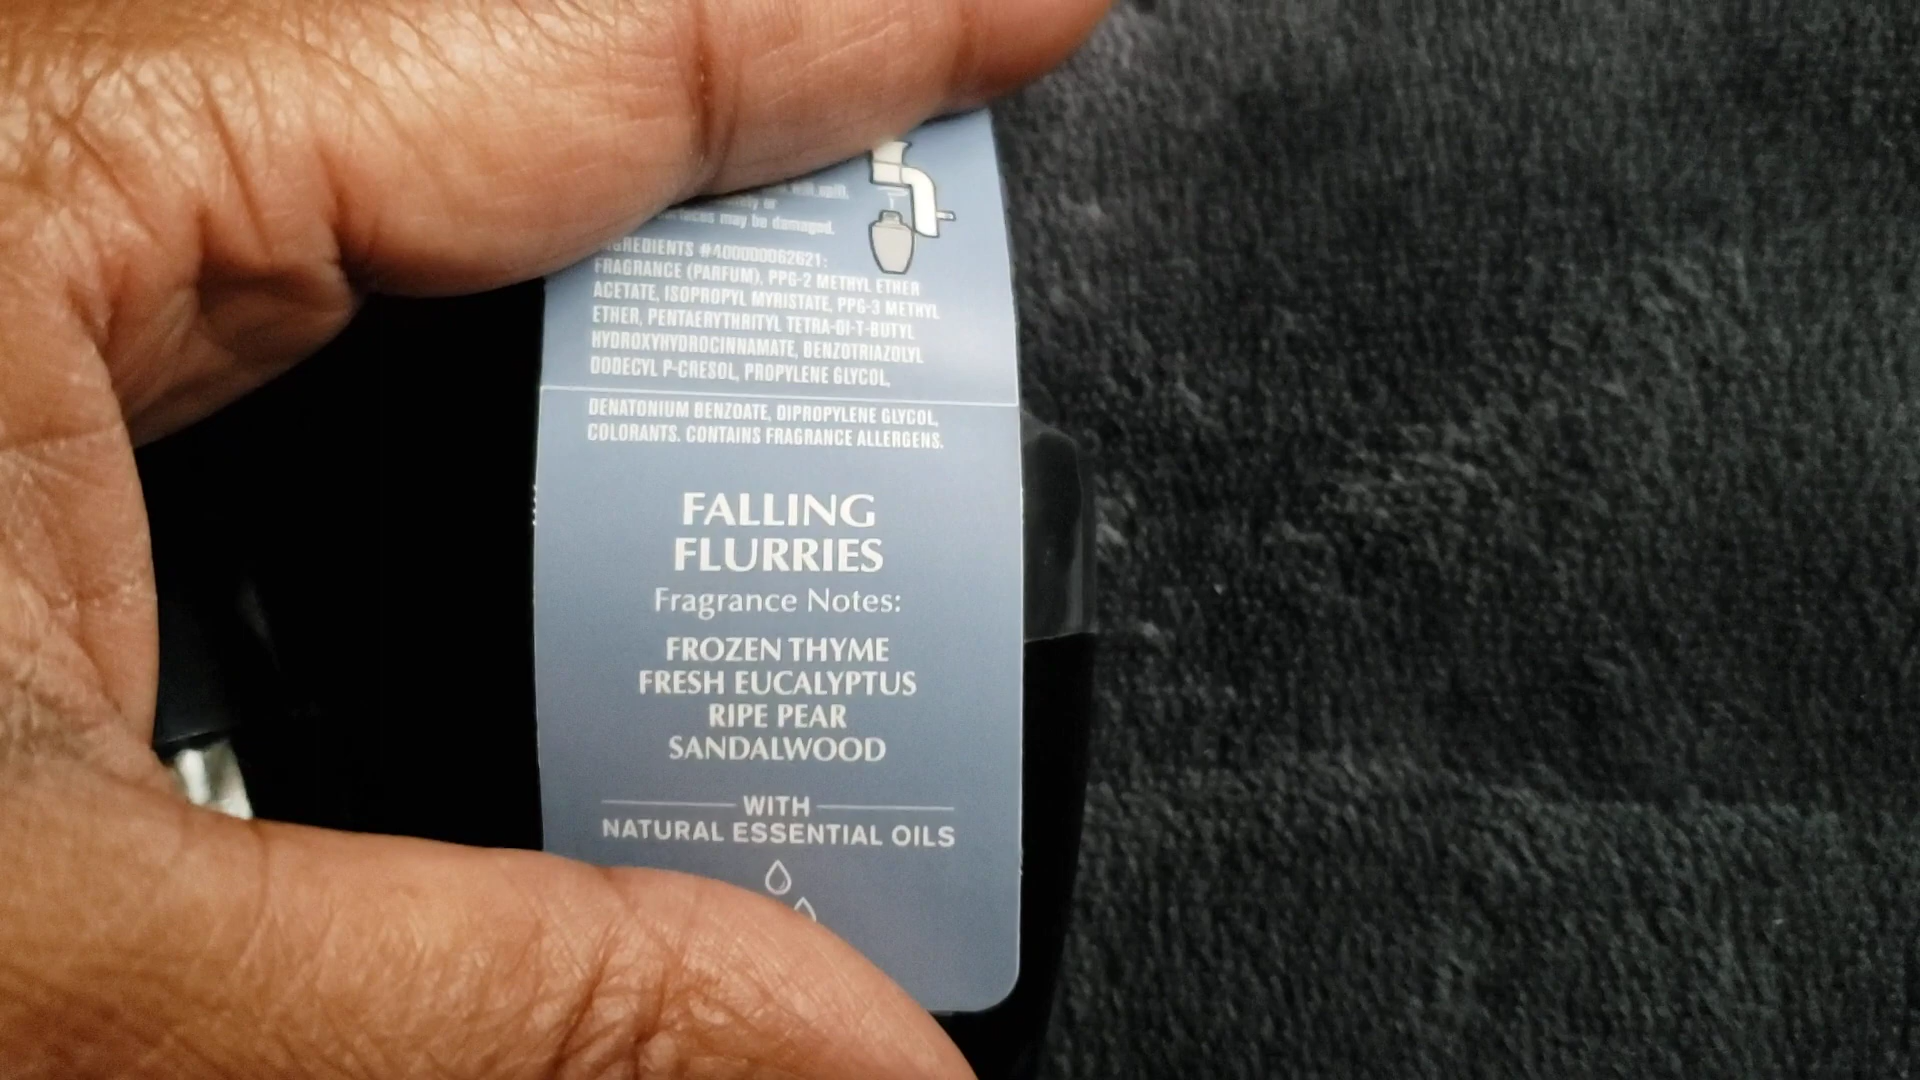 will spill.
may be damaged.
INGREDIENTS #400000062621:
FRAGRANCE (PARFUM), PPG-2 METHYL ETHER
ACETATE, ISOPROPYL MYRISTATE, PPG-3 METHYL
ETHER, PENTAERYTHRITYL TETRA-DI-T-BUTYL
HYDROXYHYDROCINNAMATE, BENZOTRIAZOLYL
DODECYL P-CRESOL, PROPYLENE GLYCOL,
DENATONIUM BENZOATE, DIPROPYLENE GLYCOL,
COLORANTS. CONTAINS FRAGRANCE ALLERGENS.
FALLING
FLURRIES
Fragrance Notes:
FROZEN THYME
FRESH EUCALYPTUS
RIPE PEAR
SANDALWOOD
WITH
NATURAL ESSENTIAL OILS